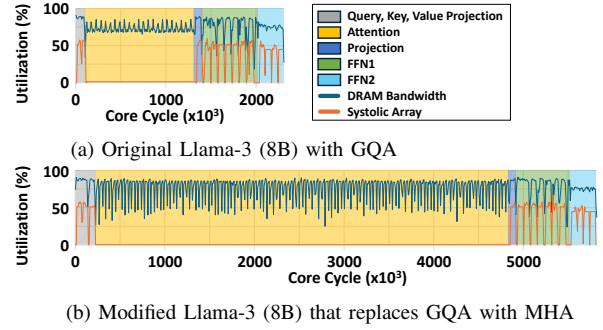 Utilization (%)
100
50
0
0
1000
2000
Core Cycle (x10³)
Query, Key, Value Projection
Attention
Projection
FFN1
FFN2
DRAM Bandwidth
Systolic Array
(a) Original Llama-3 (8B) with GQA
Utilization (%)
100
50
0
0
1000
2000
3000
4000
5000
Core Cycle (x10³)
(b) Modified Llama-3 (8B) that replaces GQA with MHA